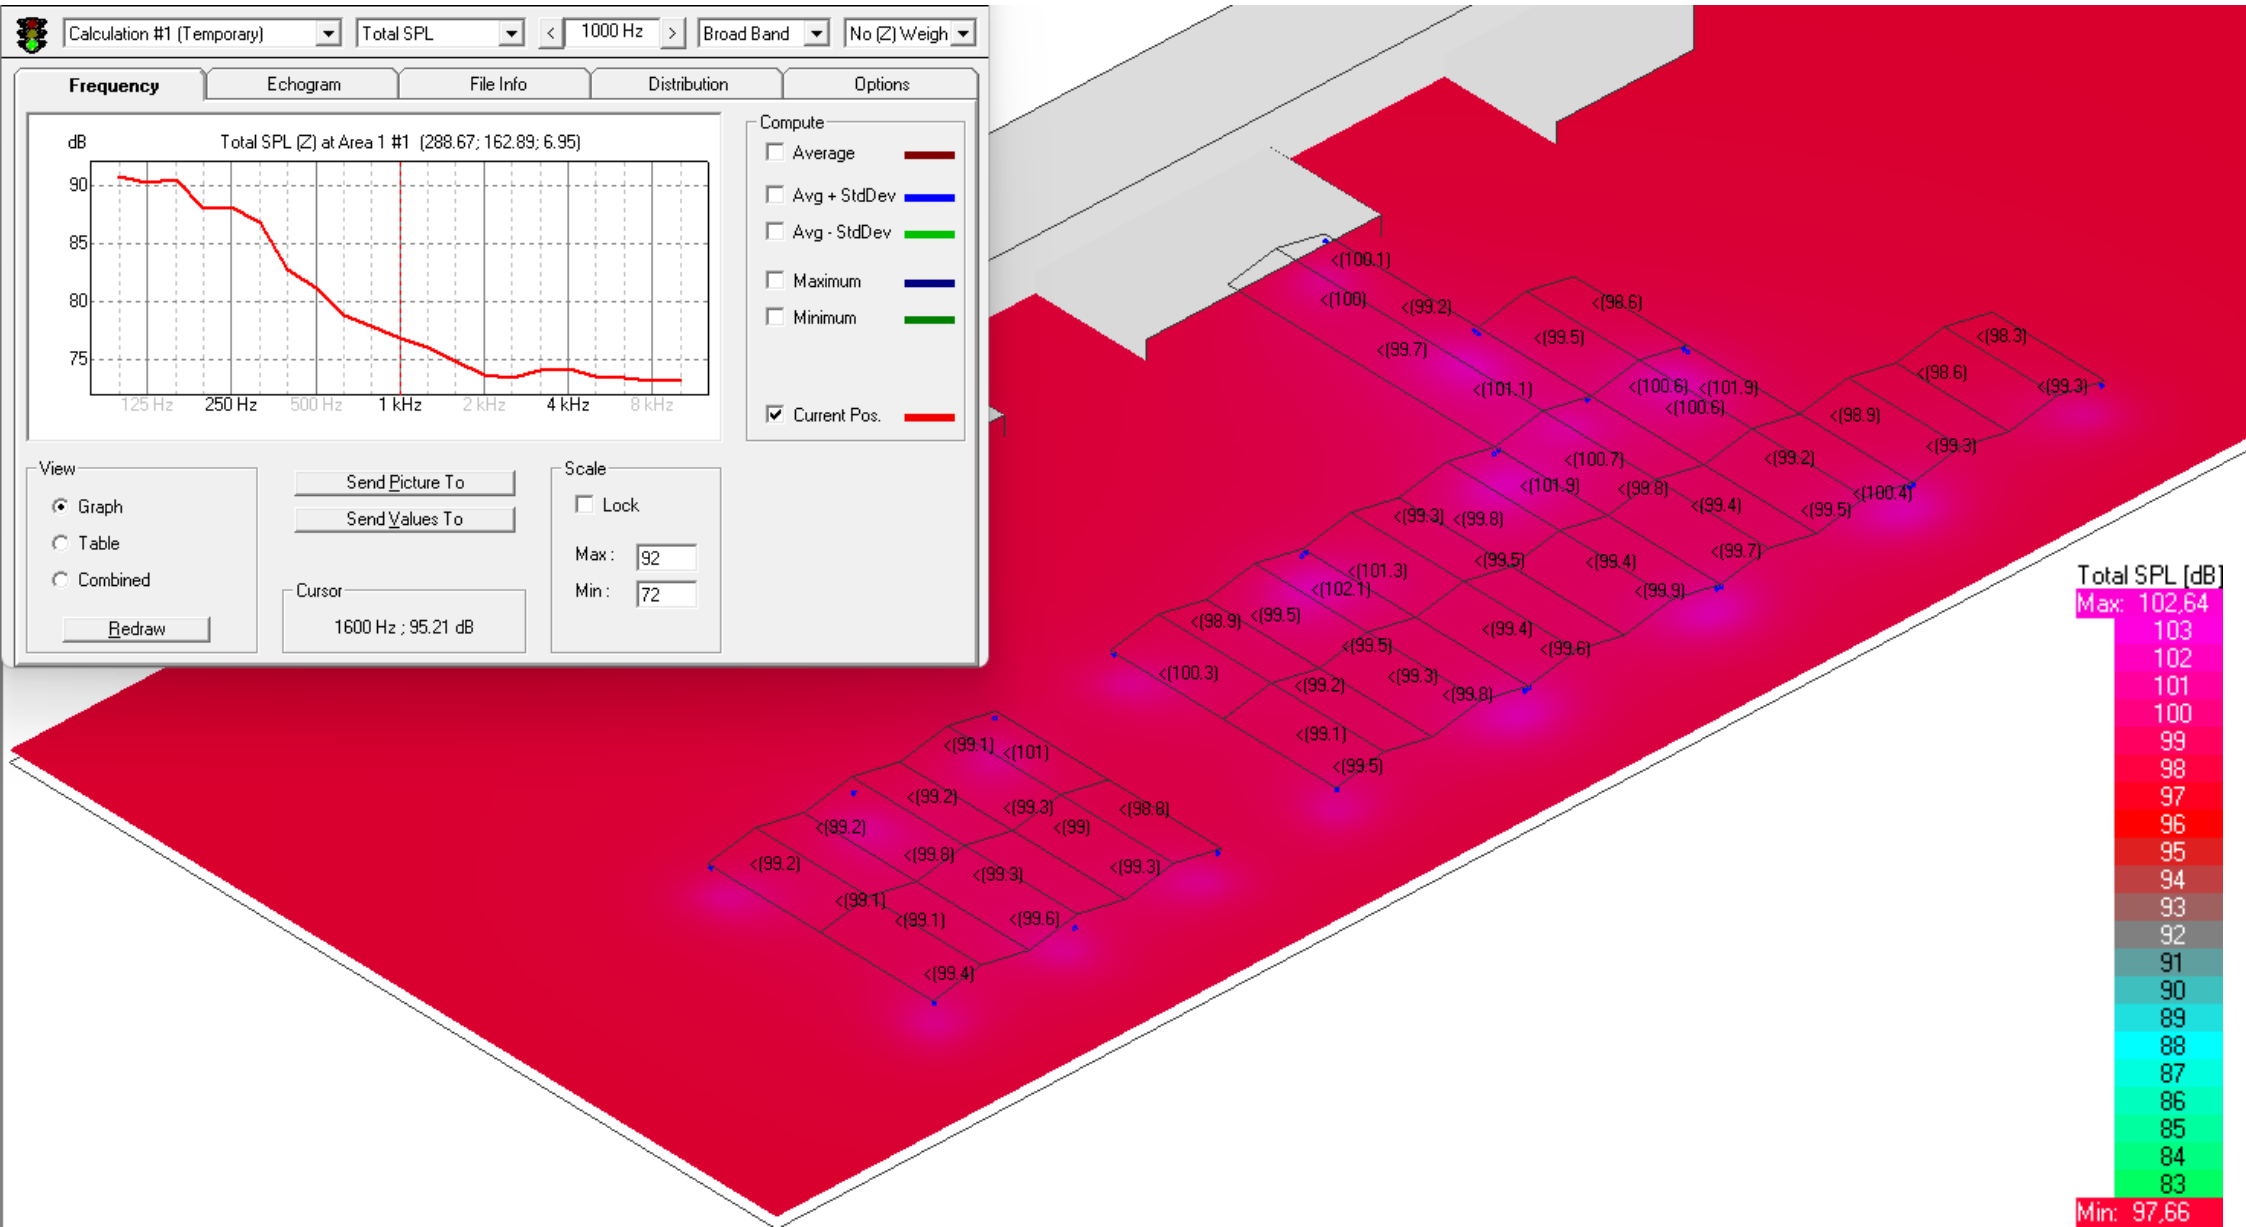 Calculation #1 (Temporary)
Total SPL
<
1000 Hz
>
Broad Band
No (Z) Weigh
Frequency
Echogram
File Info
Distribution
Options
dB
Total SPL (Z) at Area 1 #1 (288.67; 162.89; 6.95)
90
85
80
75
125 Hz
250 Hz
500 Hz
1 kHz
2 kHz
4 kHz
8 kHz
Compute
Average
Avg + StdDev
Avg - StdDev
Maximum
Minimum
Current Pos.
View
Graph
Table
Combined
Redraw
Send Picture To
Send Values To
Cursor
1600 Hz ; 95.21 dB
Scale
Lock
Max : 92
Min : 72
<(100.1)
<(100)
<(99.2)
<(98.6)
<(99.5)
<(98.3)
<(99.7)
<(98.6)
<(101.1)
<(100.6)
<(101.9)
<(99.3)
<(100.6)
<(98.9)
<(99.3)
<(100.7)
<(99.2)
<(101.9)
<(99.8)
<(100.4)
<(99.4)
<(99.5)
<(99.3)
<(99.8)
<(99.7)
<(99.5)
<(99.4)
<(101.3)
<(102.1)
<(99.9)
<(98.9)
<(99.5)
<(99.4)
<(99.5)
<(99.6)
<(100.3)
<(99.2)
<(99.3)
<(99.8)
<(99.1)
<(99.5)
<(99.1)
<(101)
<(99.2)
<(99.3)
<(98.8)
<(99.2)
<(99)
<(99.2)
<(99.8)
<(99.3)
<(99.3)
<(99.1)
<(99.1)
<(99.6)
<(99.4)
Total SPL [dB]
Max: 102,64
103
102
101
100
99
98
97
96
95
94
93
92
91
90
89
88
87
86
85
84
83
Min: 97,66